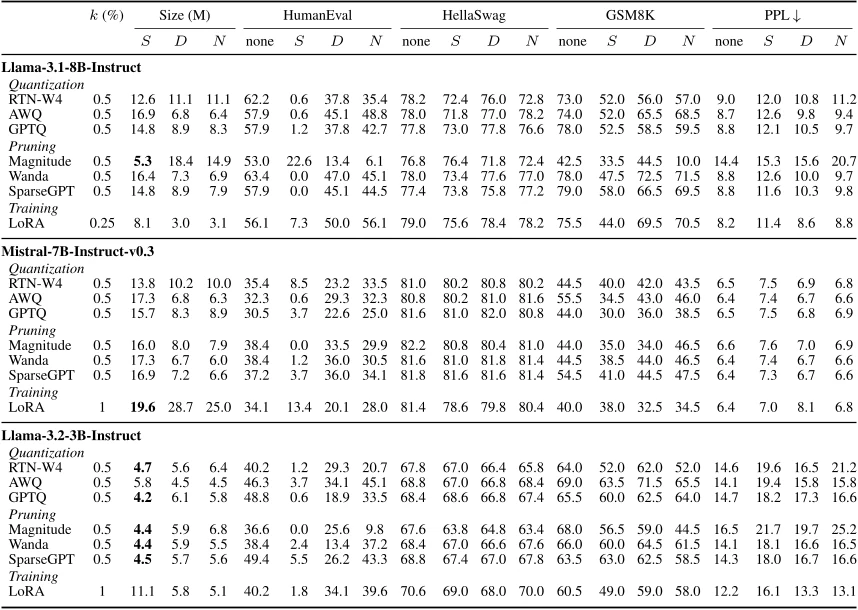 k (%) Size (M) HumanEval HellaSwag GSM8K PPL ↓
S D N none S D N none S D N none S D N none S D N
Llama-3.1-8B-Instruct
Quantization
RTN-W4 0.5 12.6 11.1 11.1 62.2 0.6 37.8 35.4 78.2 72.4 76.0 72.8 73.0 52.0 56.0 57.0 9.0 12.0 10.8 11.2
AWQ 0.5 16.9 6.8 6.4 57.9 0.6 45.1 48.8 78.0 71.8 77.0 78.2 74.0 52.0 65.5 68.5 8.7 12.6 9.8 9.4
GPTQ 0.5 14.8 8.9 8.3 57.9 1.2 37.8 42.7 77.8 73.0 77.8 76.6 78.0 52.5 58.5 59.5 8.8 12.1 10.5 9.7
Pruning
Magnitude 0.5 5.3 18.4 14.9 53.0 22.6 13.4 6.1 76.8 76.4 71.8 72.4 42.5 33.5 44.5 10.0 14.4 15.3 15.6 20.7
Wanda 0.5 16.4 7.3 6.9 63.4 0.0 47.0 45.1 78.0 73.4 77.6 77.0 78.0 47.5 72.5 71.5 8.8 12.6 10.0 9.7
SparseGPT 0.5 14.8 8.9 7.9 57.9 0.0 45.1 44.5 77.4 73.8 75.8 77.2 79.0 58.0 66.5 69.5 8.8 11.6 10.3 9.8
Training
LoRA 0.25 8.1 3.0 3.1 56.1 7.3 50.0 56.1 79.0 75.6 78.4 78.2 75.5 44.0 69.5 70.5 8.2 11.4 8.6 8.8
Mistral-7B-Instruct-v0.3
Quantization
RTN-W4 0.5 13.8 10.2 10.0 35.4 8.5 23.2 33.5 81.0 80.2 80.8 80.2 44.5 40.0 42.0 43.5 6.5 7.5 6.9 6.8
AWQ 0.5 17.3 6.8 6.3 32.3 0.6 29.3 32.3 80.8 80.2 81.0 81.6 55.5 34.5 43.0 46.0 6.4 7.4 6.7 6.6
GPTQ 0.5 15.7 8.3 8.9 30.5 3.7 22.6 25.0 81.6 81.0 82.0 80.8 44.0 30.0 36.0 38.5 6.5 7.5 6.8 6.9
Pruning
Magnitude 0.5 16.0 8.0 7.9 38.4 0.0 33.5 29.9 82.2 80.8 80.4 81.0 44.0 35.0 34.0 46.5 6.6 7.6 7.0 6.9
Wanda 0.5 17.3 6.7 6.0 38.4 1.2 36.0 30.5 81.6 81.0 81.8 81.4 44.5 38.5 44.0 46.5 6.4 7.4 6.7 6.6
SparseGPT 0.5 16.9 7.2 6.6 37.2 3.7 36.0 34.1 81.8 81.6 81.6 81.4 54.5 41.0 44.5 47.5 6.4 7.3 6.7 6.6
Training
LoRA 1 19.6 28.7 25.0 34.1 13.4 20.1 28.0 81.4 78.6 79.8 80.4 40.0 38.0 32.5 34.5 6.4 7.0 8.1 6.8
Llama-3.2-3B-Instruct
Quantization
RTN-W4 0.5 4.7 5.6 6.4 40.2 1.2 29.3 20.7 67.8 67.0 66.4 65.8 64.0 52.0 62.0 52.0 14.6 19.6 16.5 21.2
AWQ 0.5 5.8 4.5 4.5 46.3 3.7 34.1 45.1 68.8 67.0 66.8 68.4 69.0 63.5 71.5 65.5 14.1 19.4 15.8 15.8
GPTQ 0.5 4.2 6.1 5.8 48.8 0.6 18.9 33.5 68.4 68.6 66.8 67.4 65.5 60.0 62.5 64.0 14.7 18.2 17.3 16.6
Pruning
Magnitude 0.5 4.4 5.9 6.8 36.6 0.0 25.6 9.8 67.6 63.8 64.8 63.4 68.0 56.5 59.0 44.5 16.5 21.7 19.7 25.2
Wanda 0.5 4.4 5.9 5.5 38.4 2.4 13.4 37.2 68.4 67.0 66.6 67.6 66.0 60.0 64.5 61.5 14.1 18.1 16.6 16.5
SparseGPT 0.5 4.5 5.7 5.6 49.4 5.5 26.2 43.3 68.8 67.4 67.0 67.8 63.5 63.0 62.5 58.5 14.3 18.0 16.7 16.6
Training
LoRA 1 11.1 5.8 5.1 40.2 1.8 34.1 39.6 70.6 69.0 68.0 70.0 60.5 49.0 59.0 58.0 12.2 16.1 13.3 13.1